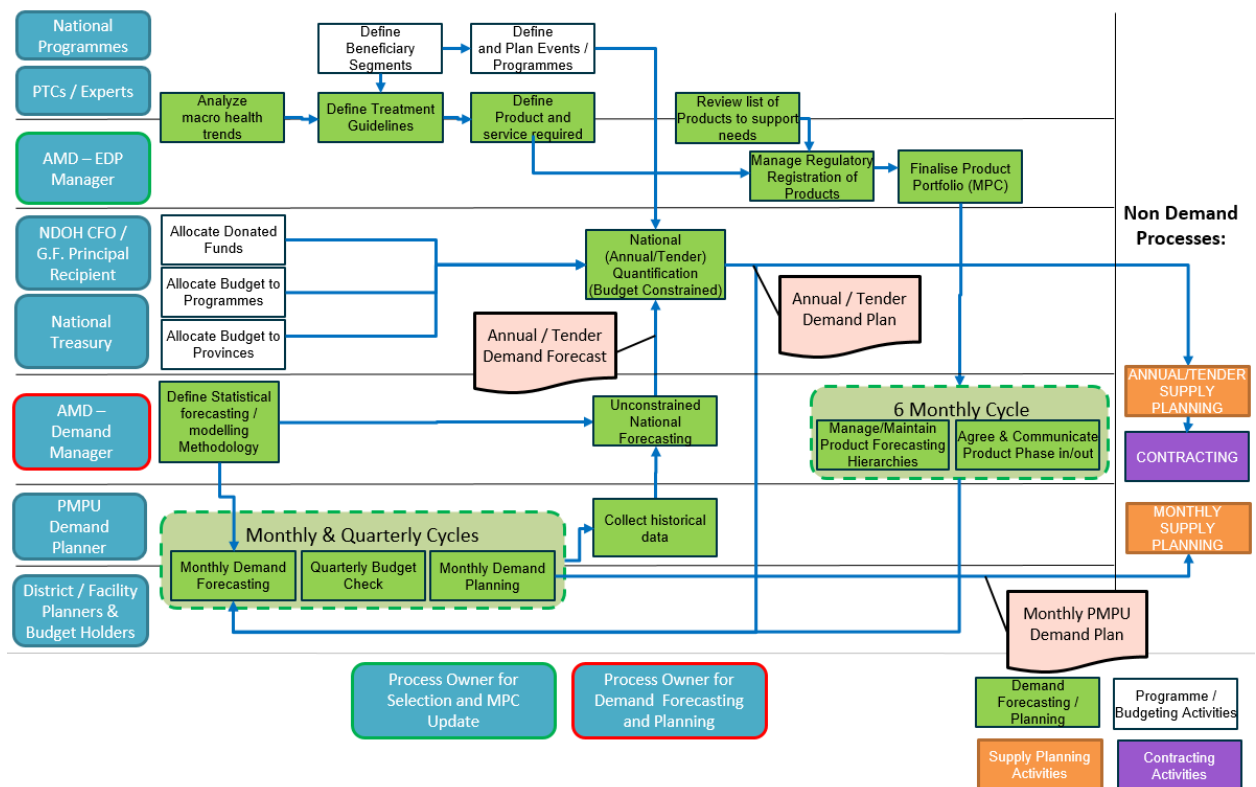 National
Programmes
PTCs / Experts
AMD – EDP
Manager
NDOH CFO /
G.F. Principal
Recipient
National
Treasury
AMD –
Demand
Manager
PMPU
Demand
Planner
District / Facility
Planners &
Budget Holders
Define
Beneficiary
Segments
Define
and Plan Events /
Programmes
Analyze
macro health
trends
Define Treatment
Guidelines
Define
Product and
service required
Review list of
Products to support
needs
Manage Regulatory
Registration of
Products
Finalise Product
Portfolio (MPC)
Non Demand
Processes:
Allocate Donated
Funds
Allocate Budget to
Programmes
Allocate Budget to
Provinces
National
(Annual/Tender)
Quantification
(Budget Constrained)
Annual / Tender
Demand Plan
Annual / Tender
Demand Forecast
Define Statistical
forecasting /
modelling
Methodology
Unconstrained
National
Forecasting
6 Monthly Cycle
Manage/Maintain
Product Forecasting
Hierarchies
Agree & Communicate
Product Phase in/out
ANNUAL/TENDER
SUPPLY
PLANNING
CONTRACTING
Collect historical
data
MONTHLY
SUPPLY
PLANNING
Monthly & Quarterly Cycles
Monthly Demand
Forecasting
Quarterly Budget
Check
Monthly Demand
Planning
Monthly PMPU
Demand Plan
Process Owner for
Selection and MPC
Update
Process Owner for
Demand Forecasting
and Planning
Demand
Forecasting /
Planning
Programme /
Budgeting Activities
Supply Planning
Activities
Contracting
Activities